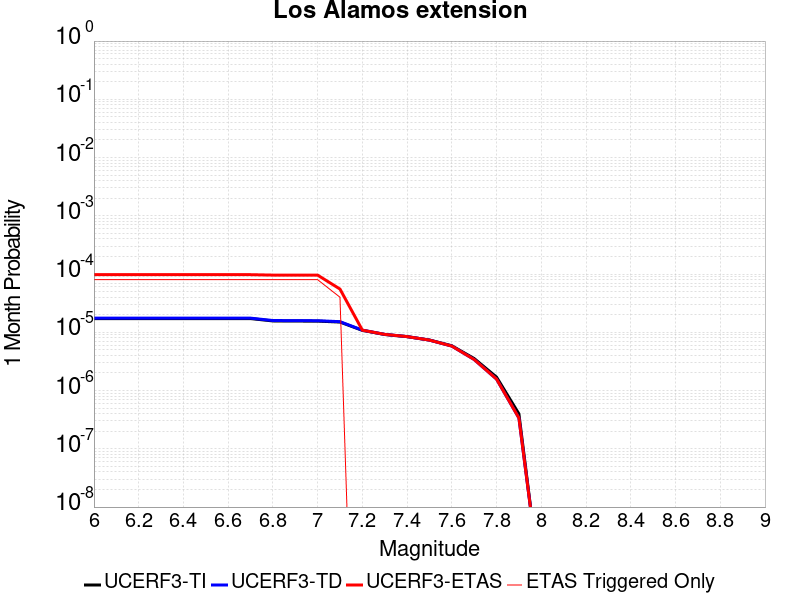 Los Alamos extension
1 Month Probability
10^0
10^-1
10^-2
10^-3
10^-4
10^-5
10^-6
10^-7
10^-8
6 6.2 6.4 6.6 6.8 7 7.2 7.4 7.6 7.8 8 8.2 8.4 8.6 8.8 9
Magnitude
UCERF3-TI UCERF3-TD UCERF3-ETAS ETAS Triggered Only